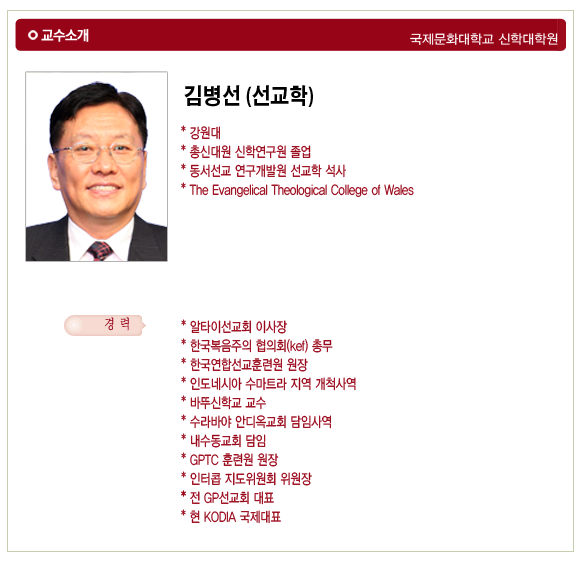 교수소개
국제문화대학교 신학대학원
김병선 (선교학)
* 강원대
* 총신대원 신학연구원 졸업
* 동서선교 연구개발원 선교학 석사
* The Evangelical Theological College of Wales
경 력
* 알타이선교회 이사장
* 한국복음주의 협의회(kef) 총무
* 한국연합선교훈련원 원장
* 인도네시아 수마트라 지역 개척사역
* 바뚜신학교 교수
* 수라바야 안디옥교회 담임사역
* 내수동교회 담임
* GPTC 훈련원 원장
* 인터콥 지도위원회 위원장
* 전 GP선교회 대표
* 현 KODIA 국제대표